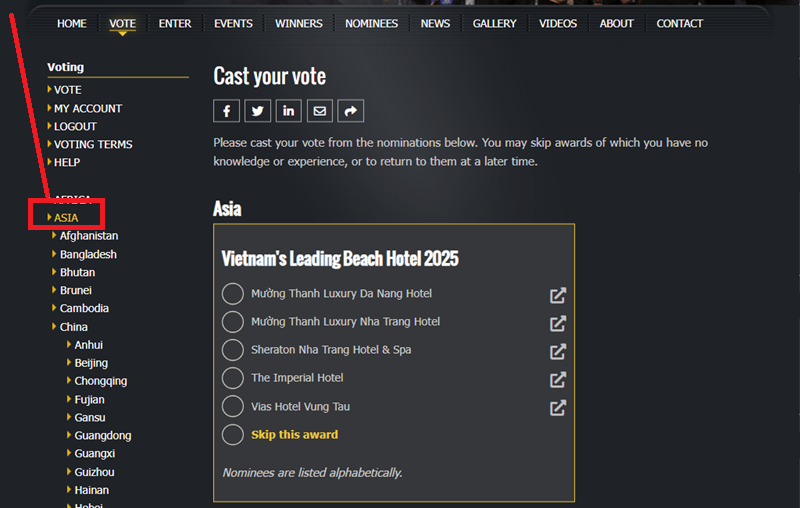 HOME VOTE ENTER EVENTS WINNERS NOMINEES NEWS GALLERY VIDEOS ABOUT CONTACT
Voting
VOTE
MY ACCOUNT
LOGOUT
VOTING TERMS
HELP
AFRICA
ASIA
Afghanistan
Bangladesh
Bhutan
Brunei
Cambodia
China
Anhui
Beijing
Chongqing
Fujian
Gansu
Guangdong
Guangxi
Guizhou
Hainan
Hebei
Cast your vote
Please cast your vote from the nominations below. You may skip awards of which you have no
knowledge or experience, or to return to them at a later time.
Asia
Vietnam's Leading Beach Hotel 2025
Mường Thanh Luxury Da Nang Hotel
Mường Thanh Luxury Nha Trang Hotel
Sheraton Nha Trang Hotel & Spa
The Imperial Hotel
Vias Hotel Vung Tau
Skip this award
Nominees are listed alphabetically.